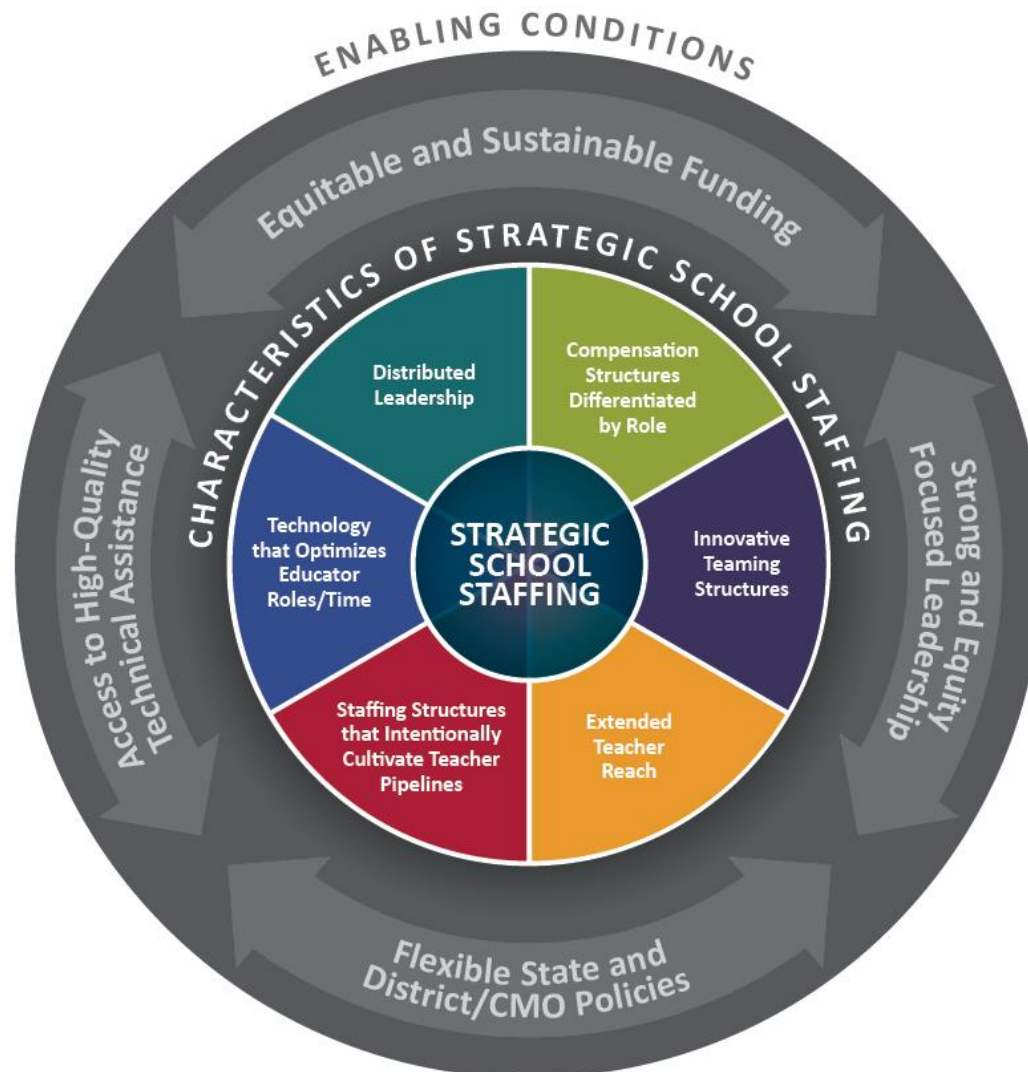 ENABLING CONDITIONS
Equitable and Sustainable Funding
CHARACTERISTICS OF STRATEGIC SCHOOL STAFFING
Distributed
Leadership
Compensation
Structures
Differentiated
by Role
Technology
that Optimizes
Educator
Roles/Time
STRATEGIC
SCHOOL
STAFFING
Innovative
Teaming
Structures
Staffing Structures
that Intentionally
Cultivate Teacher
Pipelines
Extended
Teacher
Reach
Access to High-Quality
Technical Assistance
Strong and Equity
Focused Leadership
Flexible State and
District/CMO Policies